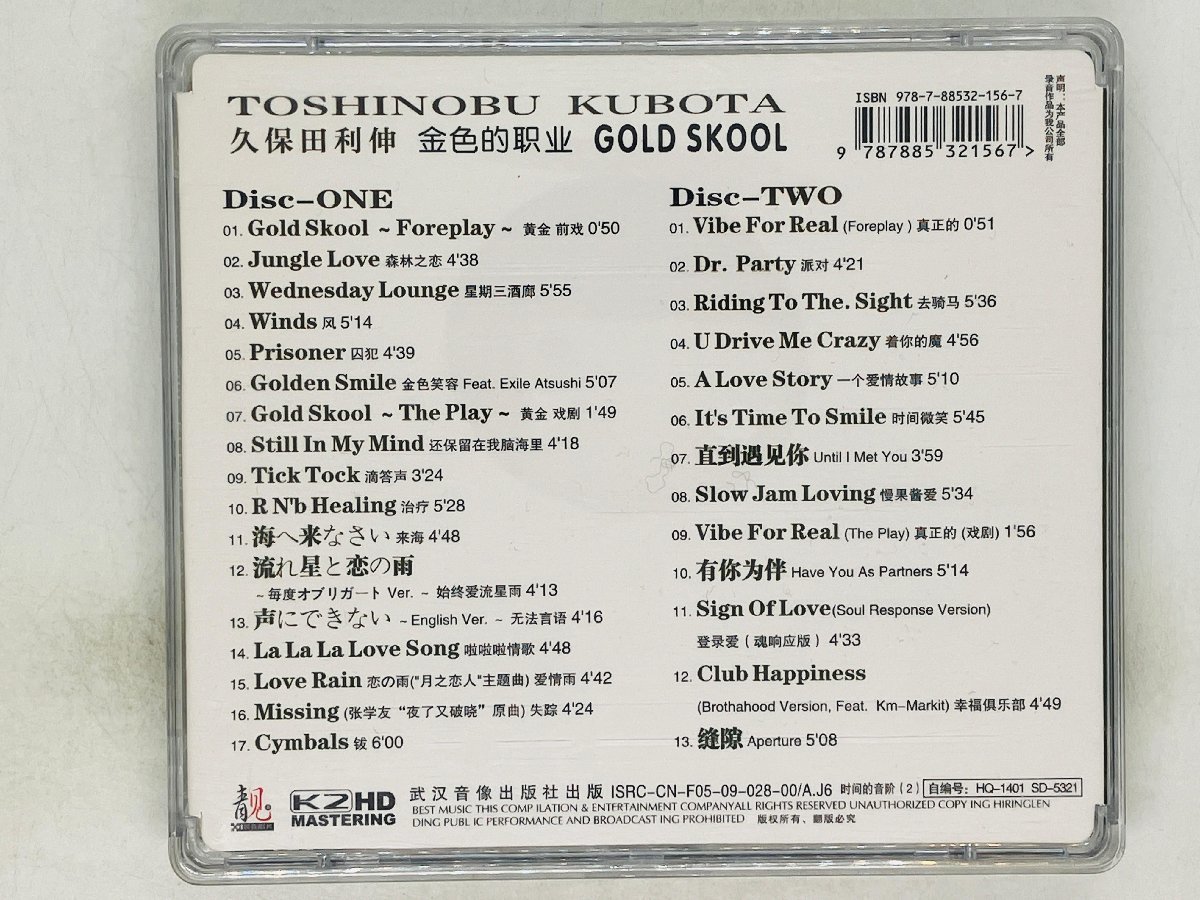 TOSHINOBU KUBOTA
久保田利伸 金色的职业 GOLD SKOOL
ISBN 978-7-88532-156-7
9 787885 321567 >
声明：本产品全部
录音作品为我公司所有
Disc-ONE
01. Gold Skool ~ Foreplay ~ 黄金 前戏 0'50
02. Jungle Love 森林之恋 4'38
03. Wednesday Lounge 星期三酒廊 5'55
04. Winds 风 5'14
05. Prisoner 囚犯 4'39
06. Golden Smile 金色笑容 Feat. Exile Atsushi 5'07
07. Gold Skool ~ The Play ~ 黄金 戏剧 1'49
08. Still In My Mind 还保留在我脑海里 4'18
09. Tick Tock 滴答声 3'24
10. R N'b Healing 治疗 5'28
11. 海へ来なさい 来海 4'48
12. 流れ星と恋の雨
~ 毎度オブリガート Ver. ~ 始终爱流星雨 4'13
13. 声にできない ~ English Ver. ~ 无法言语 4'16
14. La La La Love Song 啦啦啦情歌 4'48
15. Love Rain 恋の雨("月之恋人"主题曲) 爱情雨 4'42
16. Missing (张学友“夜了又破晓”原曲) 失踪 4'24
17. Cymbals 钹 6'00
Disc-TWO
01. Vibe For Real (Foreplay ) 真正的 0'51
02. Dr. Party 派对 4'21
03. Riding To The. Sight 去骑马 5'36
04. U Drive Me Crazy 着你的魔 4'56
05. A Love Story 一个爱情故事 5'10
06. It's Time To Smile 时间微笑 5'45
07. 直到遇见你 Until I Met You 3'59
08. Slow Jam Loving 慢果酱爱 5'34
09. Vibe For Real (The Play) 真正的 (戏剧) 1'56
10. 有你为伴 Have You As Partners 5'14
11. Sign Of Love(Soul Response Version)
登录爱 ( 魂响应版 ) 4'33
12. Club Happiness
(Brothahood Version, Feat. Km-Markit) 幸福俱乐部 4'49
13. 缝隙 Aperture 5'08
K2HD
MASTERING
武汉音像出版社出版 ISRC-CN-F05-09-028-00/A.J6 时间的音阶 (2) 自编号: HQ-1401 SD-5321
BEST MUSIC THIS COMP ILATION & ENTERTAINMENT COMPANYALL RIGHTS RESERVED UNAUTHORIZED COPY ING HIRINGLEN
DING PUBL IC PERFORMANCE AND BROADCAST ING PROHIBITED 版权所有、翻版必究